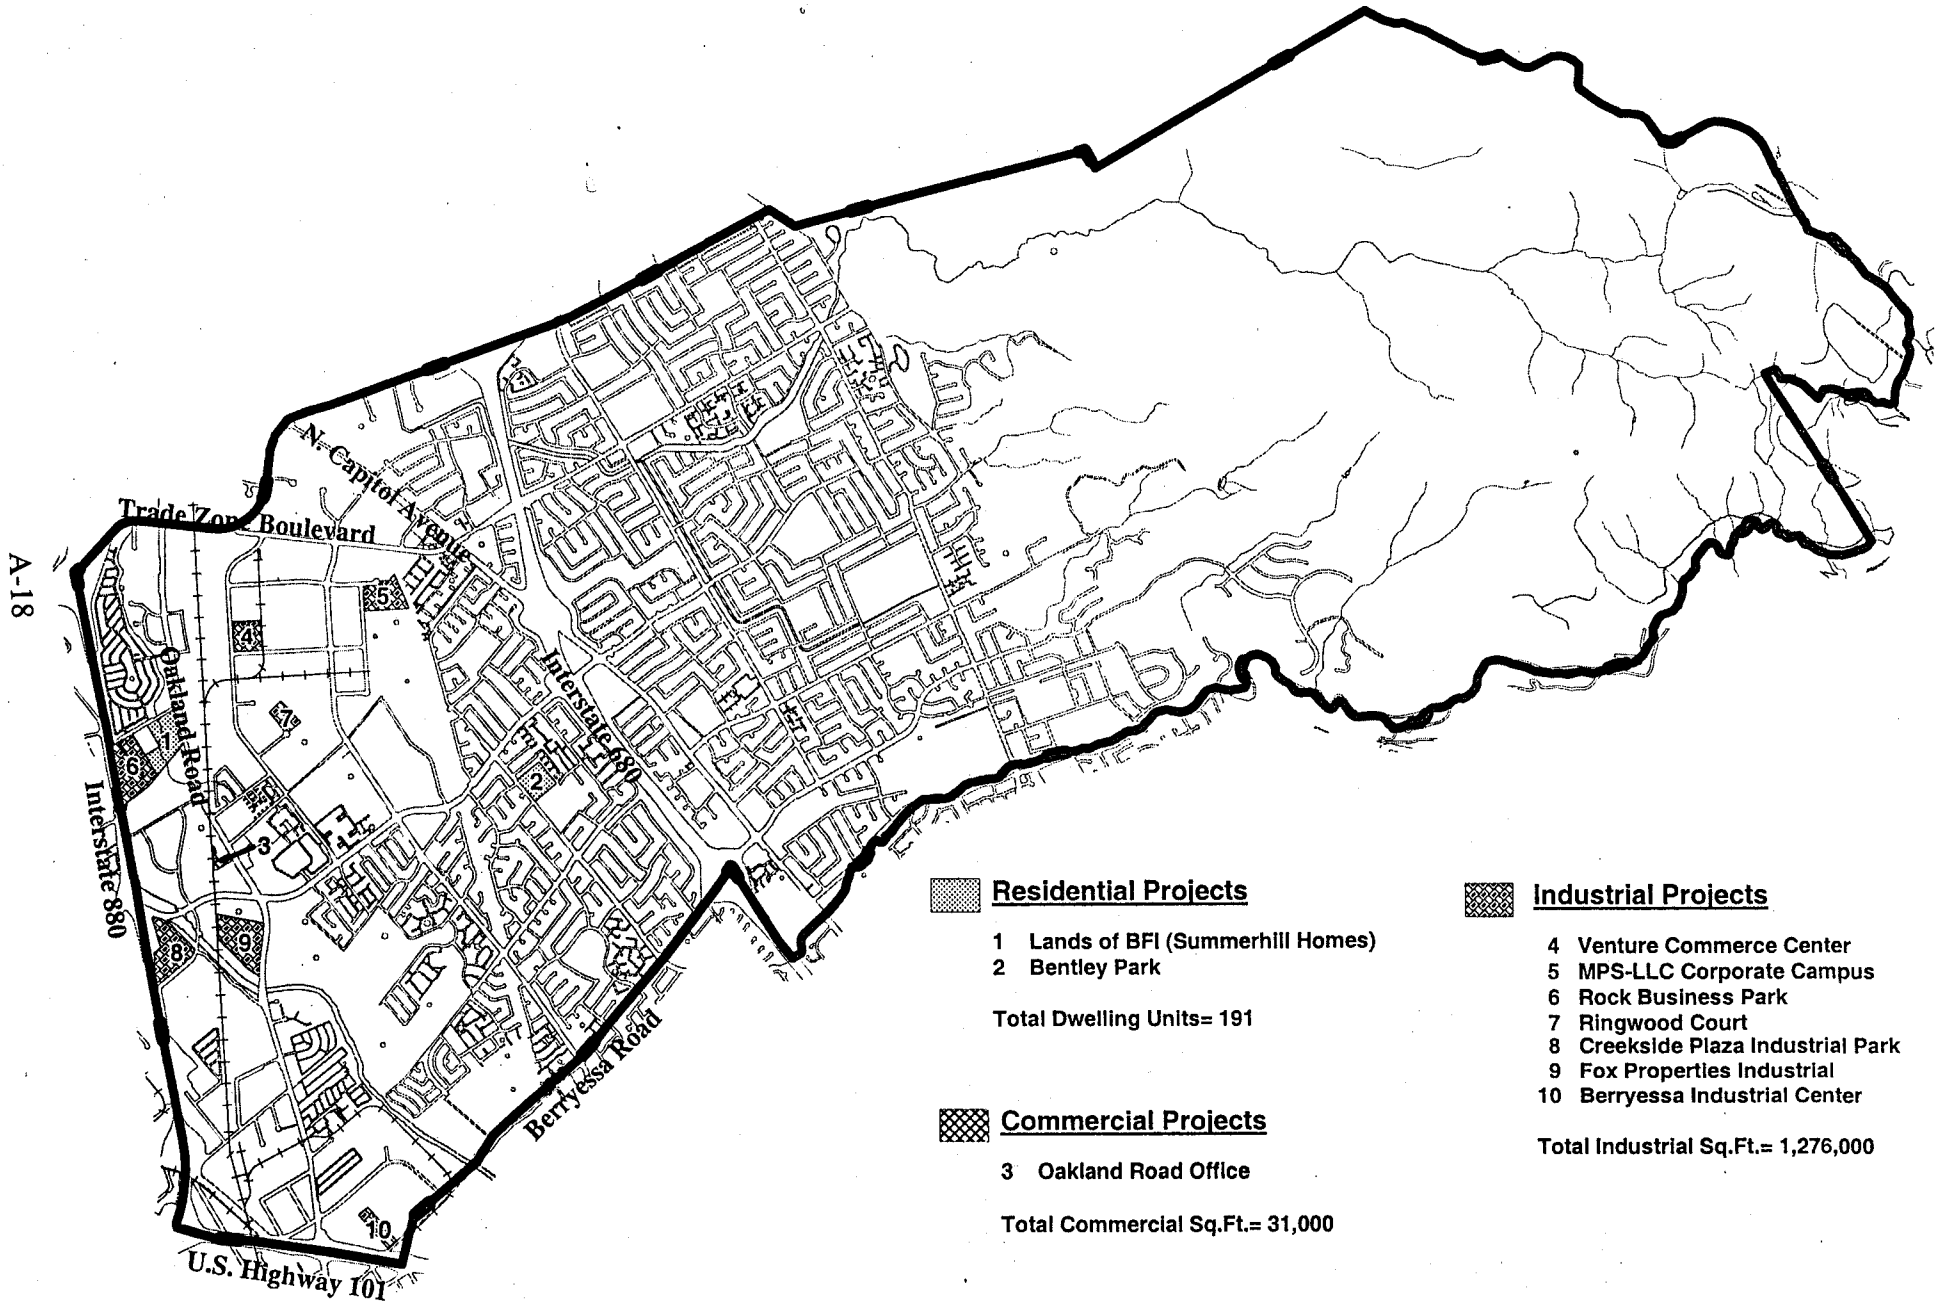 N. Capitol Avenue
Trade Zone Boulevard
A-18
5
4
Oakland Road
Interstate 680
7
1
6
2
Interstate 880
3
8
9
Berryessa Road
10
U.S. Highway 101
Residential Projects
1 Lands of BFI (Summerhill Homes)
2 Bentley Park
Total Dwelling Units= 191
Commercial Projects
3 Oakland Road Office
Total Commercial Sq.Ft.= 31,000
Industrial Projects
4 Venture Commerce Center
5 MPS-LLC Corporate Campus
6 Rock Business Park
7 Ringwood Court
8 Creekside Plaza Industrial Park
9 Fox Properties Industrial
10 Berryessa Industrial Center
Total Industrial Sq.Ft.= 1,276,000